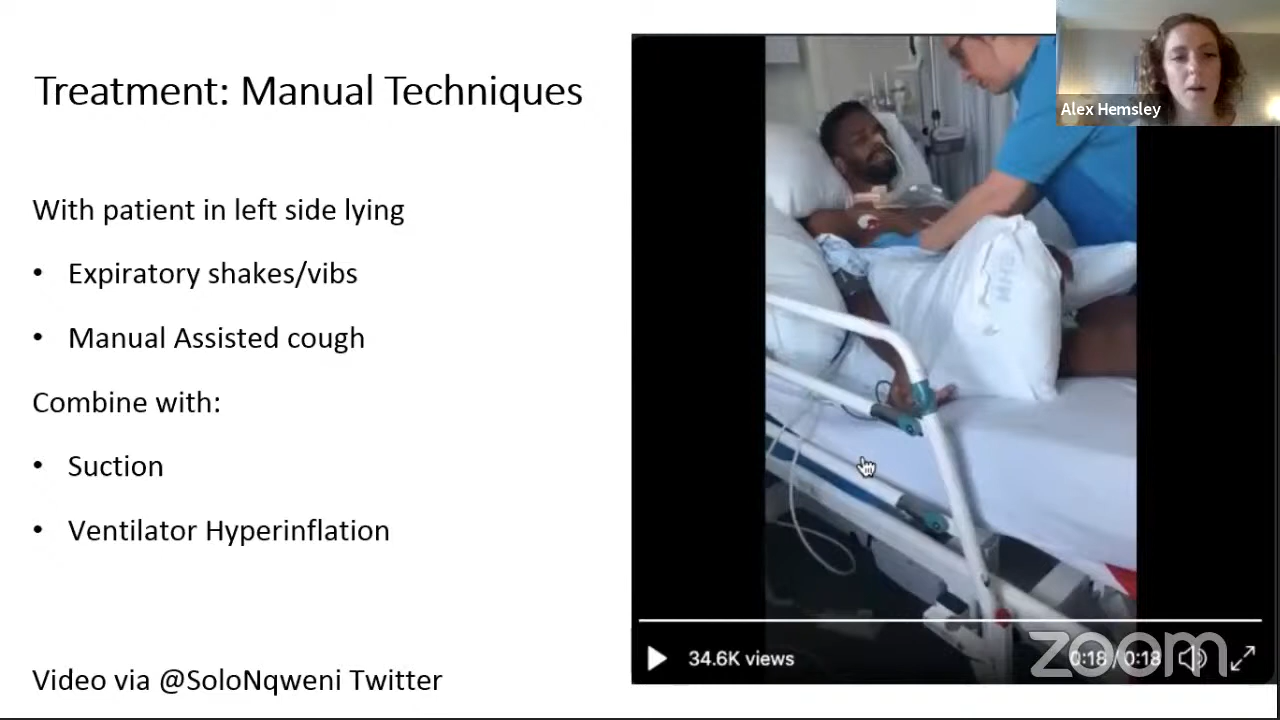 Treatment: Manual Techniques
With patient in left side lying
• Expiratory shakes/vibs
• Manual Assisted cough
Combine with:
• Suction
• Ventilator Hyperinflation
Video via @SoloNqweni Twitter
Alex Hemsley
34.6K views
0:18 / 0:18
zoom